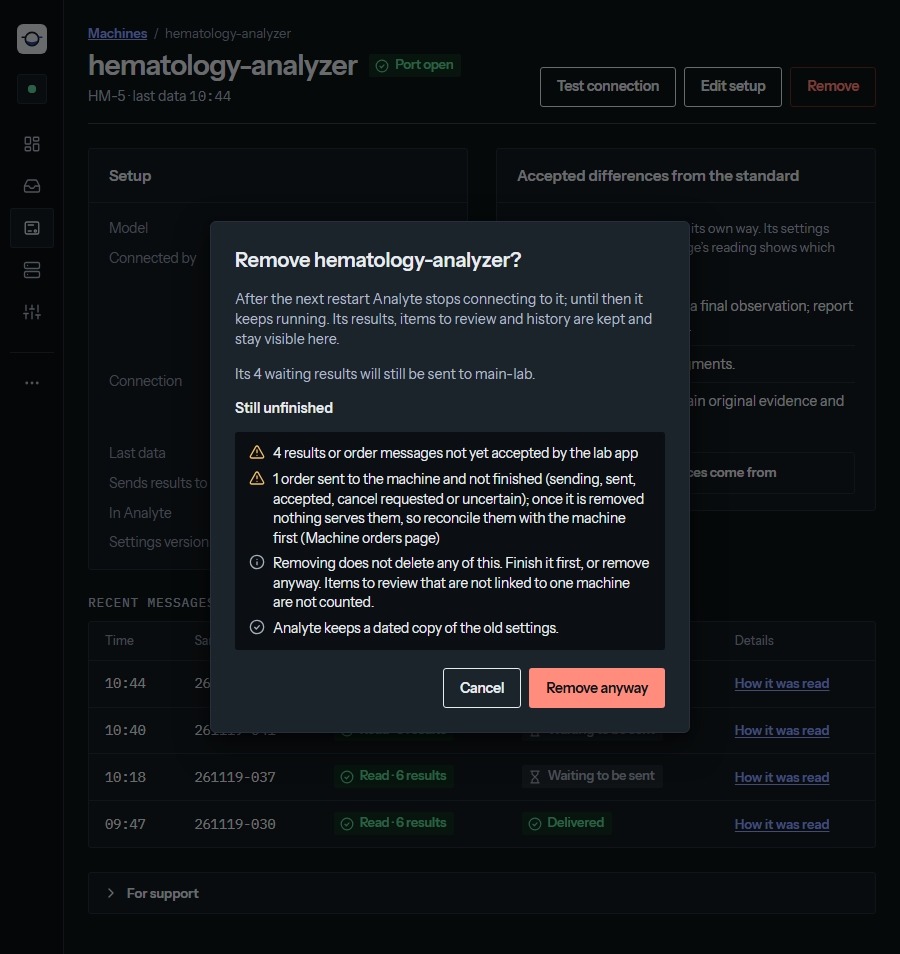 Machines / hematology-analyzer
hematology-analyzer
Port open
HM-5 · last data 10:44
Test connection
Edit setup
Remove
Setup
Accepted differences from the standard
Model
Connected by
Connection
Last data
Sends results to
In Analyte
Settings version
its own way. Its settings
reading shows which
a final observation; report
original evidence and
come from
Remove hematology-analyzer?
After the next restart Analyte stops connecting to it; until then it
keeps running. Its results, items to review and history are kept and
stay visible here.
Its 4 waiting results will still be sent to main-lab.
Still unfinished
4 results or order messages not yet accepted by the lab app
1 order sent to the machine and not finished (sending, sent,
accepted, cancel requested or uncertain); once it is removed
nothing serves them, so reconcile them with the machine
first (Machine orders page)
Removing does not delete any of this. Finish it first, or remove
anyway. Items to review that are not linked to one machine
are not counted.
Analyte keeps a dated copy of the old settings.
Cancel
Remove anyway
RECENT MESSAGES
Time
Details
10:44
How it was read
10:40
How it was read
10:18
261119-037
Read · 6 results
Waiting to be sent
How it was read
09:47
261119-030
Read · 6 results
Delivered
How it was read
For support